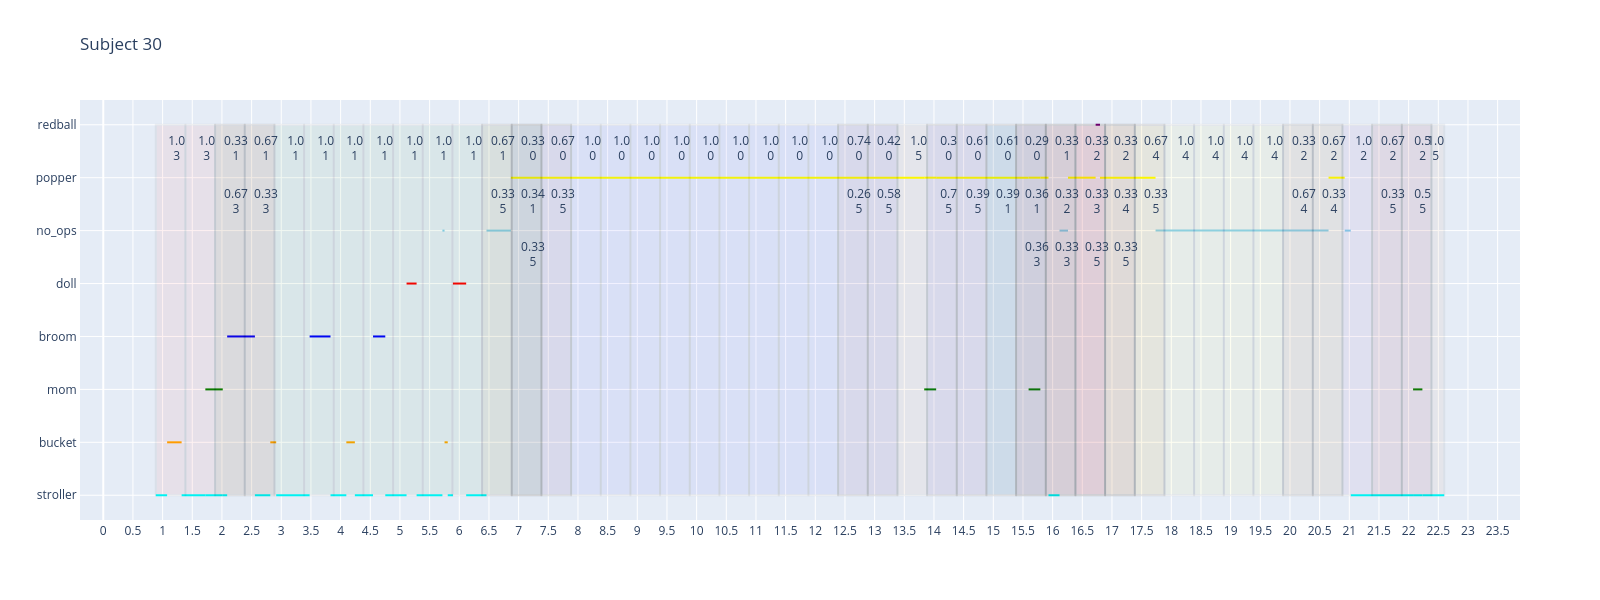 Subject 30
redball
1.0 1.0 0.33 0.67 1.0 1.0 1.0 1.0 1.0 1.0 1.0 0.67 0.33 0.67 1.0 1.0 1.0 1.0 1.0 1.0 1.0 1.0 1.0 0.74 0.42 1.0 0.3 0.61 0.61 0.29 0.33 0.33 0.33 0.67 1.0 1.0 1.0 1.0 0.33 0.67 1.0 0.67 0.5 1.0
3 3 1 1 1 1 1 1 1 1 1 1 0 0 0 0 0 0 0 0 0 0 0 0 0 5 0 0 0 0 1 2 2 4 4 4 4 4 2 2 2 2 2 5
popper
0.67 0.33 0.33 0.34 0.33 0.26 0.58 0.7 0.39 0.39 0.36 0.33 0.33 0.33 0.33 0.67 0.33 0.33 0.5
3 3 5 1 5 5 5 5 5 1 1 2 3 4 5 4 4 5 5
no_ops
0.33 0.36 0.33 0.33 0.33
5 3 3 5 5
doll
broom
mom
bucket
stroller
0 0.5 1 1.5 2 2.5 3 3.5 4 4.5 5 5.5 6 6.5 7 7.5 8 8.5 9 9.5 10 10.5 11 11.5 12 12.5 13 13.5 14 14.5 15 15.5 16 16.5 17 17.5 18 18.5 19 19.5 20 20.5 21 21.5 22 22.5 23 23.5